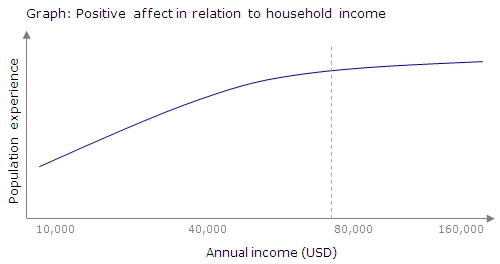 Graph: Positive affect in relation to household income
Population experience
10,000 40,000 80,000 160,000
Annual income (USD)